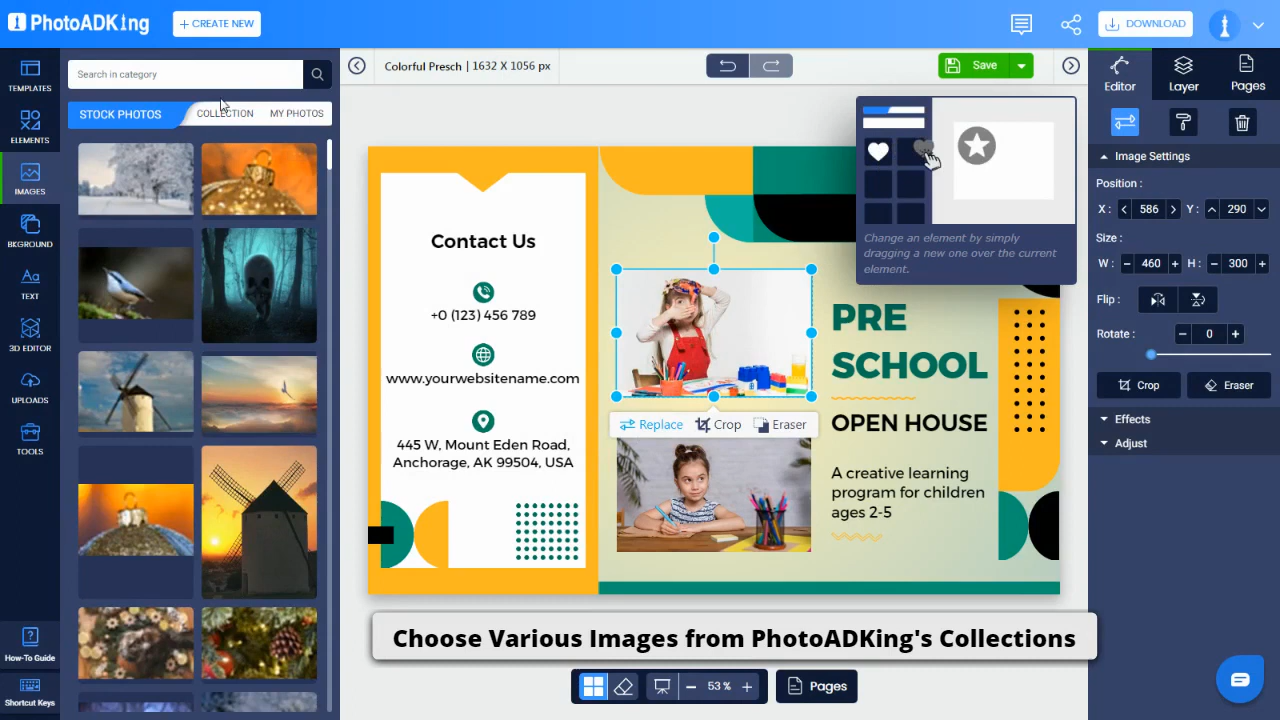 PhotoADKing
+ CREATE NEW
DOWNLOAD
TEMPLATES
ELEMENTS
IMAGES
BKGROUND
TEXT
3D EDITOR
UPLOADS
TOOLS
How-To Guide
Shortcut Keys
Search in category
STOCK PHOTOS
COLLECTION
MY PHOTOS
Colorful Presch | 1632 X 1056 px
Save
Contact Us
+0 (123) 456 789
www.yourwebsitename.com
445 W, Mount Eden Road,
Anchorage, AK 99504, USA
Replace
Crop
Eraser
PRE
SCHOOL
OPEN HOUSE
A creative learning
program for children
ages 2-5
Change an element by simply
dragging a new one over the current
element.
Choose Various Images from PhotoADKing's Collections
53 %
Pages
Editor
Layer
Pages
Image Settings
Position :
X : 586 Y : 290
Size :
W : 460 H : 300
Flip :
Rotate : 0
Crop
Eraser
Effects
Adjust